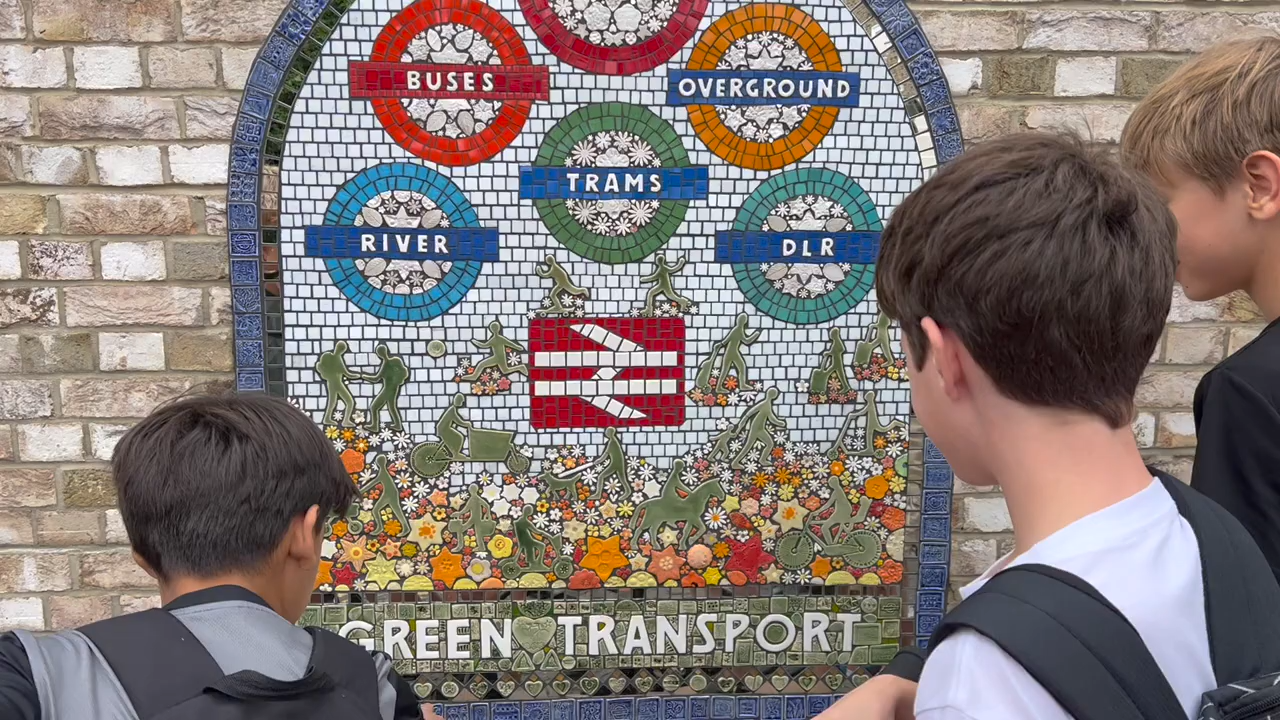 BUSES
OVERGROUND
TRAMS
RIVER
DLR
GREEN TRANSPORT